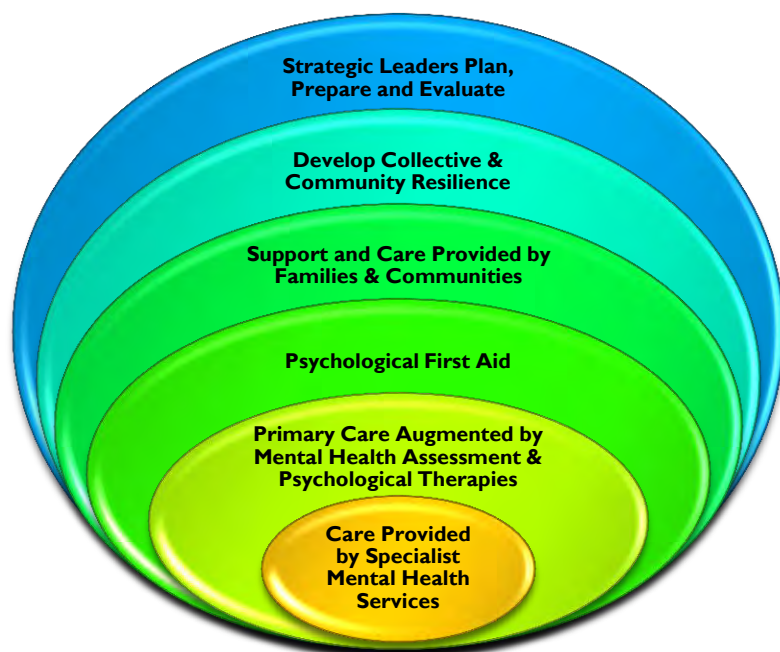 Strategic Leaders Plan,
Prepare and Evaluate
Develop Collective &
Community Resilience
Support and Care Provided by
Families & Communities
Psychological First Aid
Primary Care Augmented by
Mental Health Assessment &
Psychological Therapies
Care Provided
by Specialist
Mental Health
Services